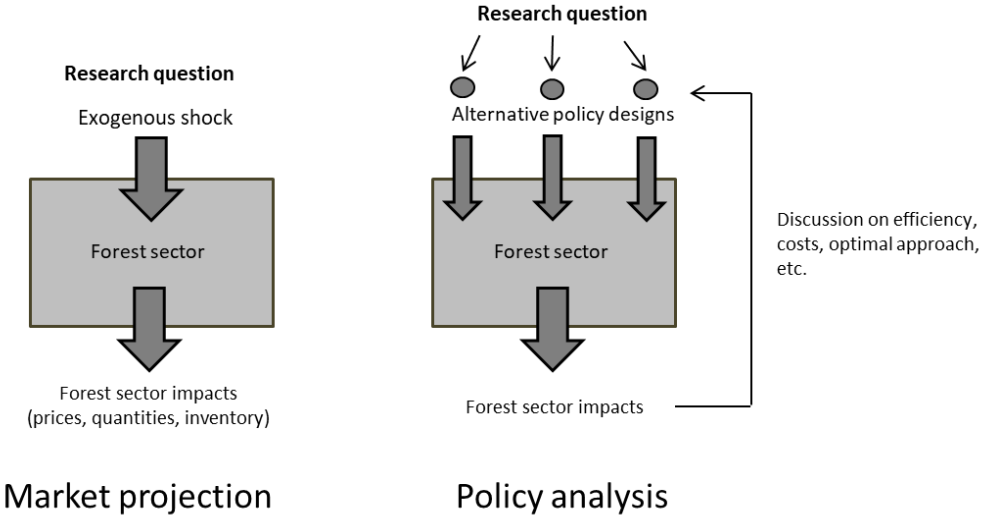 Research question
Exogenous shock
Forest sector
Forest sector impacts
(prices, quantities, inventory)
Market projection
Research question
Alternative policy designs
Forest sector
Forest sector impacts
Discussion on efficiency,
costs, optimal approach,
etc.
Policy analysis